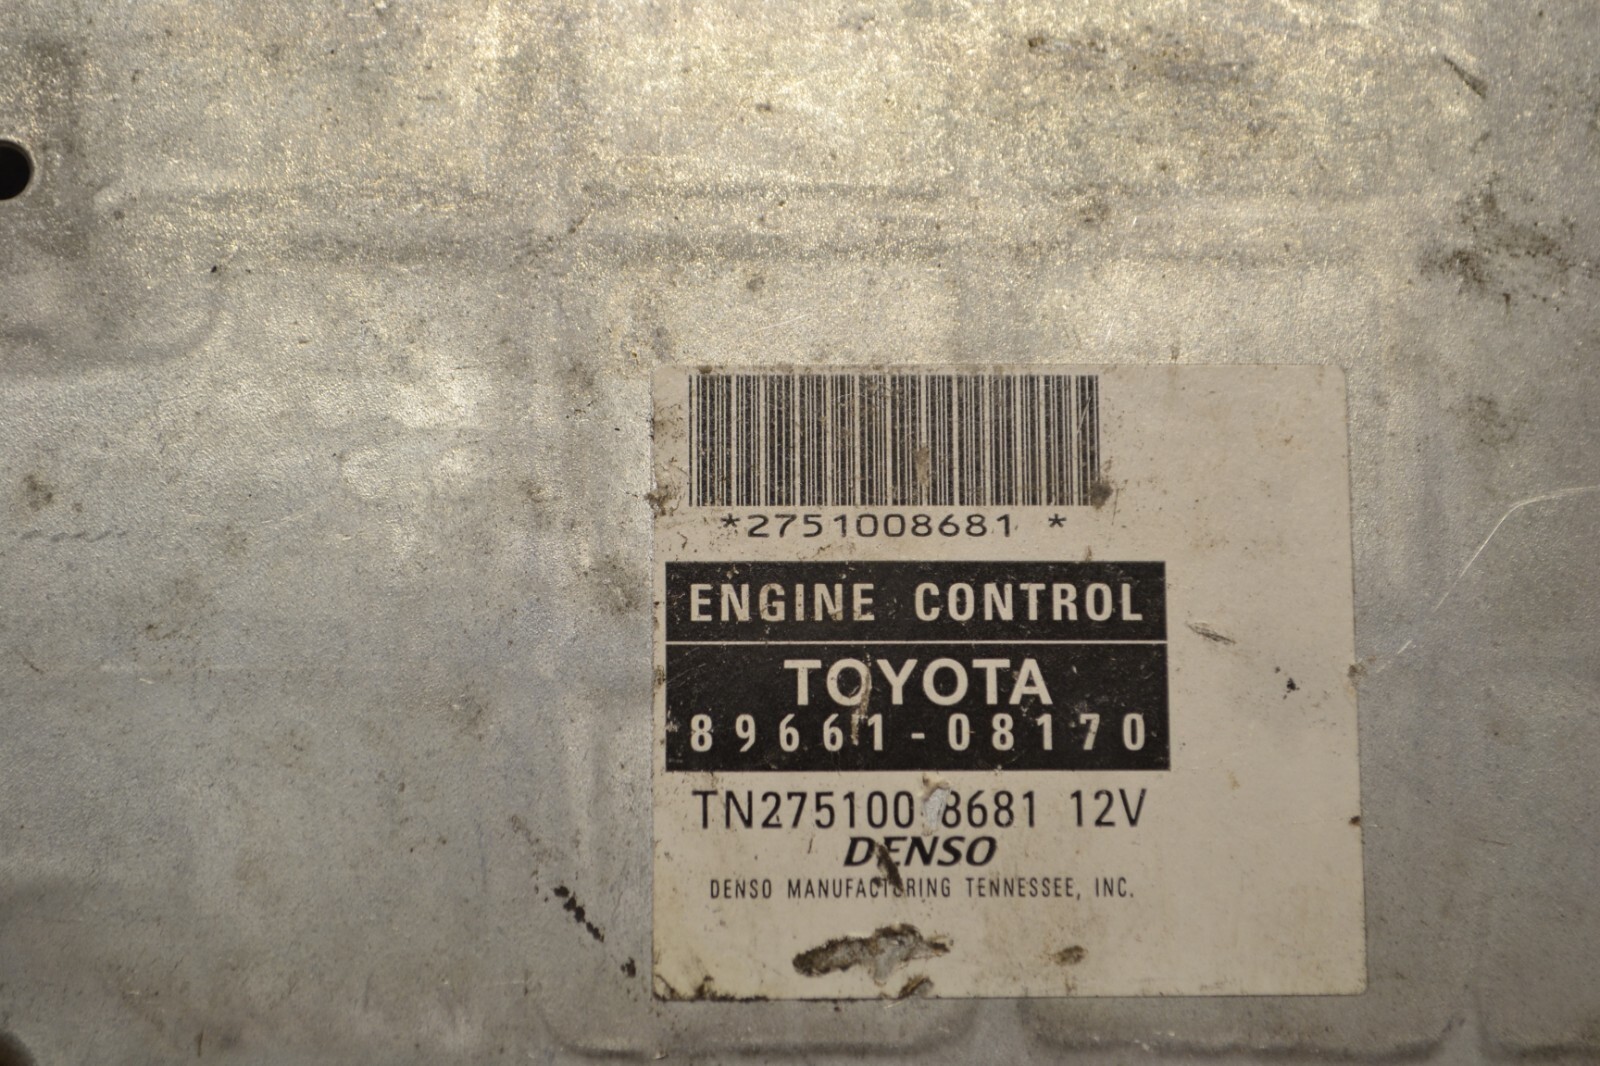 *2751008681 *
ENGINE CONTROL
TOYOTA
89661-08170
TN275100 8681 12V
DENSO
DENSO MANUFACTURING TENNESSEE, INC.